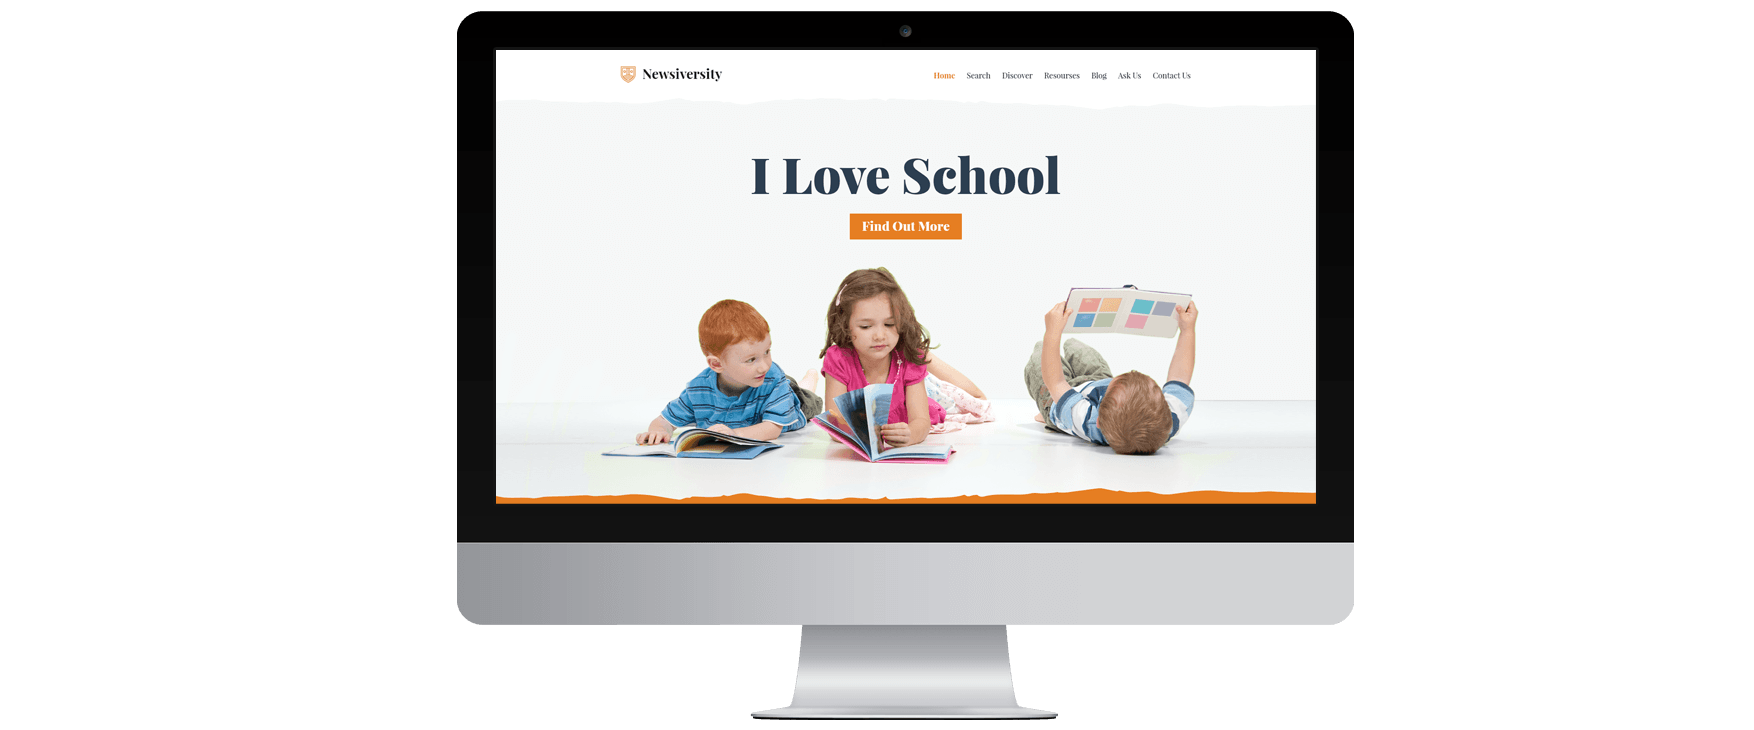 Newsiversity
Home Search Discover Resourses Blog Ask Us Contact Us
I Love School
Find Out More